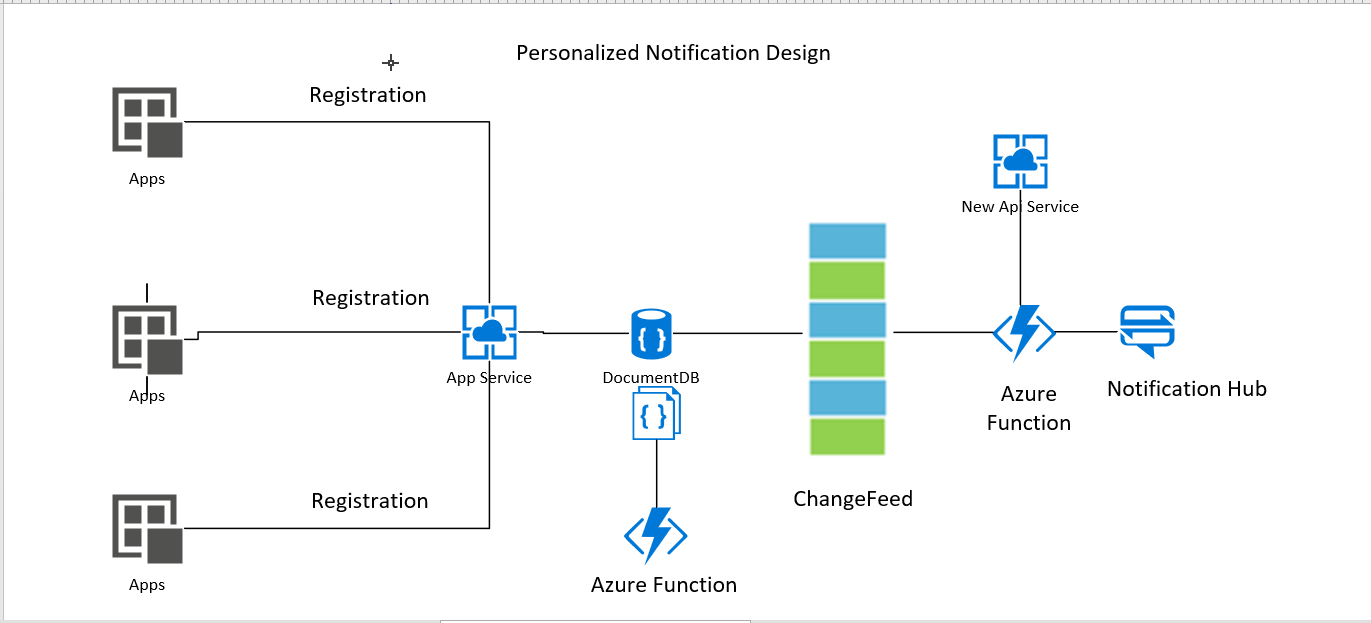 Personalized Notification Design
Registration
Apps
New Api Service
Registration
App Service
DocumentDB
Apps
Azure
Function
Notification Hub
{ }
{ }
Registration
ChangeFeed
Apps
Azure Function